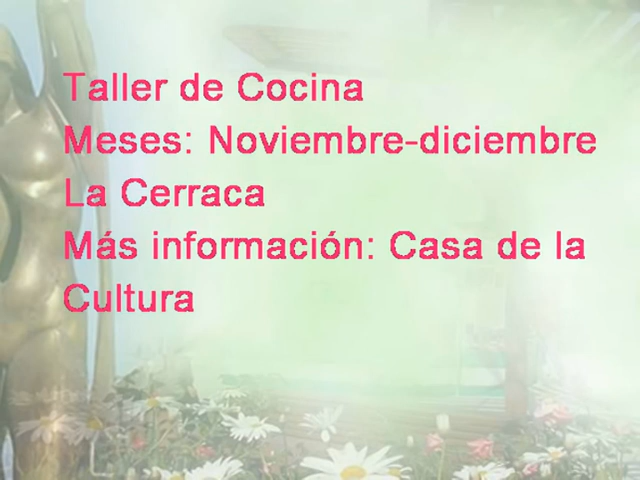 Taller de Cocina
Meses: Noviembre-diciembre
La Cerraca
Más información: Casa de la
Cultura